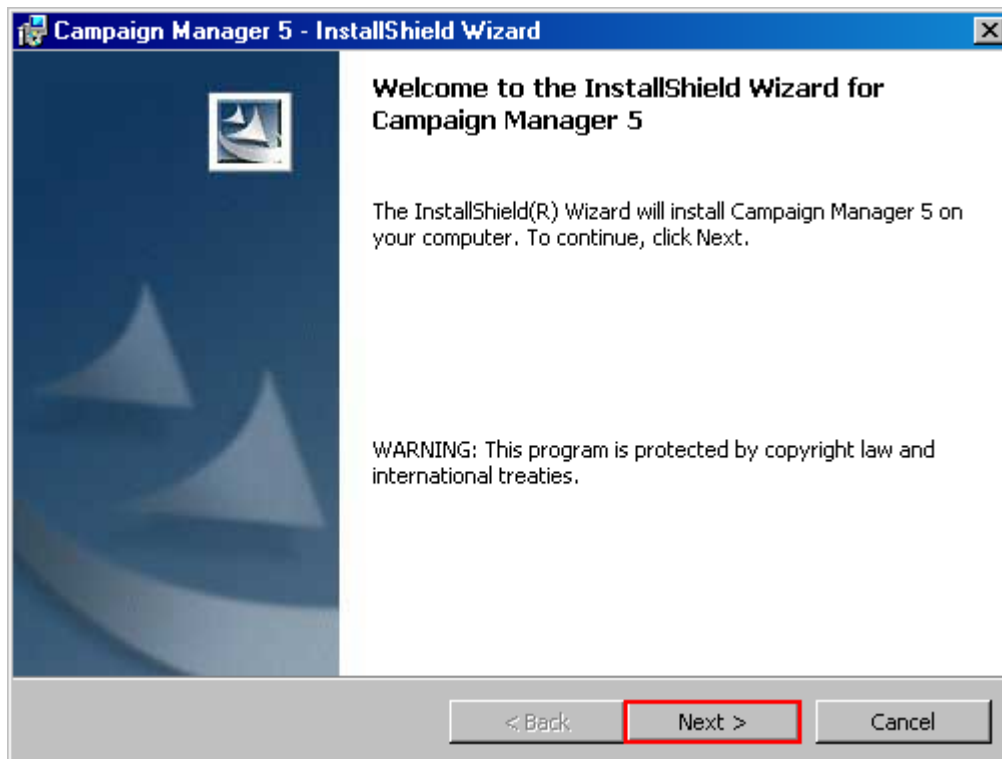 Campaign Manager 5 - InstallShield Wizard
Welcome to the InstallShield Wizard for
Campaign Manager 5
The InstallShield(R) Wizard will install Campaign Manager 5 on
your computer. To continue, click Next.
WARNING: This program is protected by copyright law and
international treaties.
< Back
Next >
Cancel